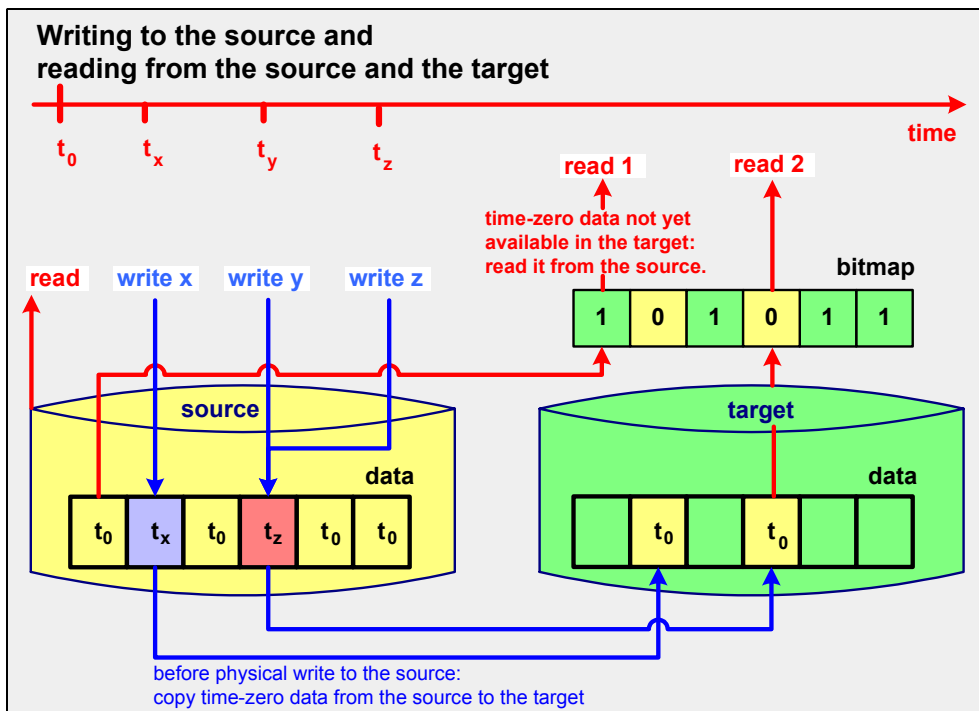 Writing to the source and
reading from the source and the target
time
t0 tx ty tz
read 1 read 2
time-zero data not yet
available in the target:
read it from the source.
bitmap
read write x write y write z
1 0 1 0 1 1
source target
data data
t0 tx t0 tz t0 t0
t0 t0
before physical write to the source:
copy time-zero data from the source to the target